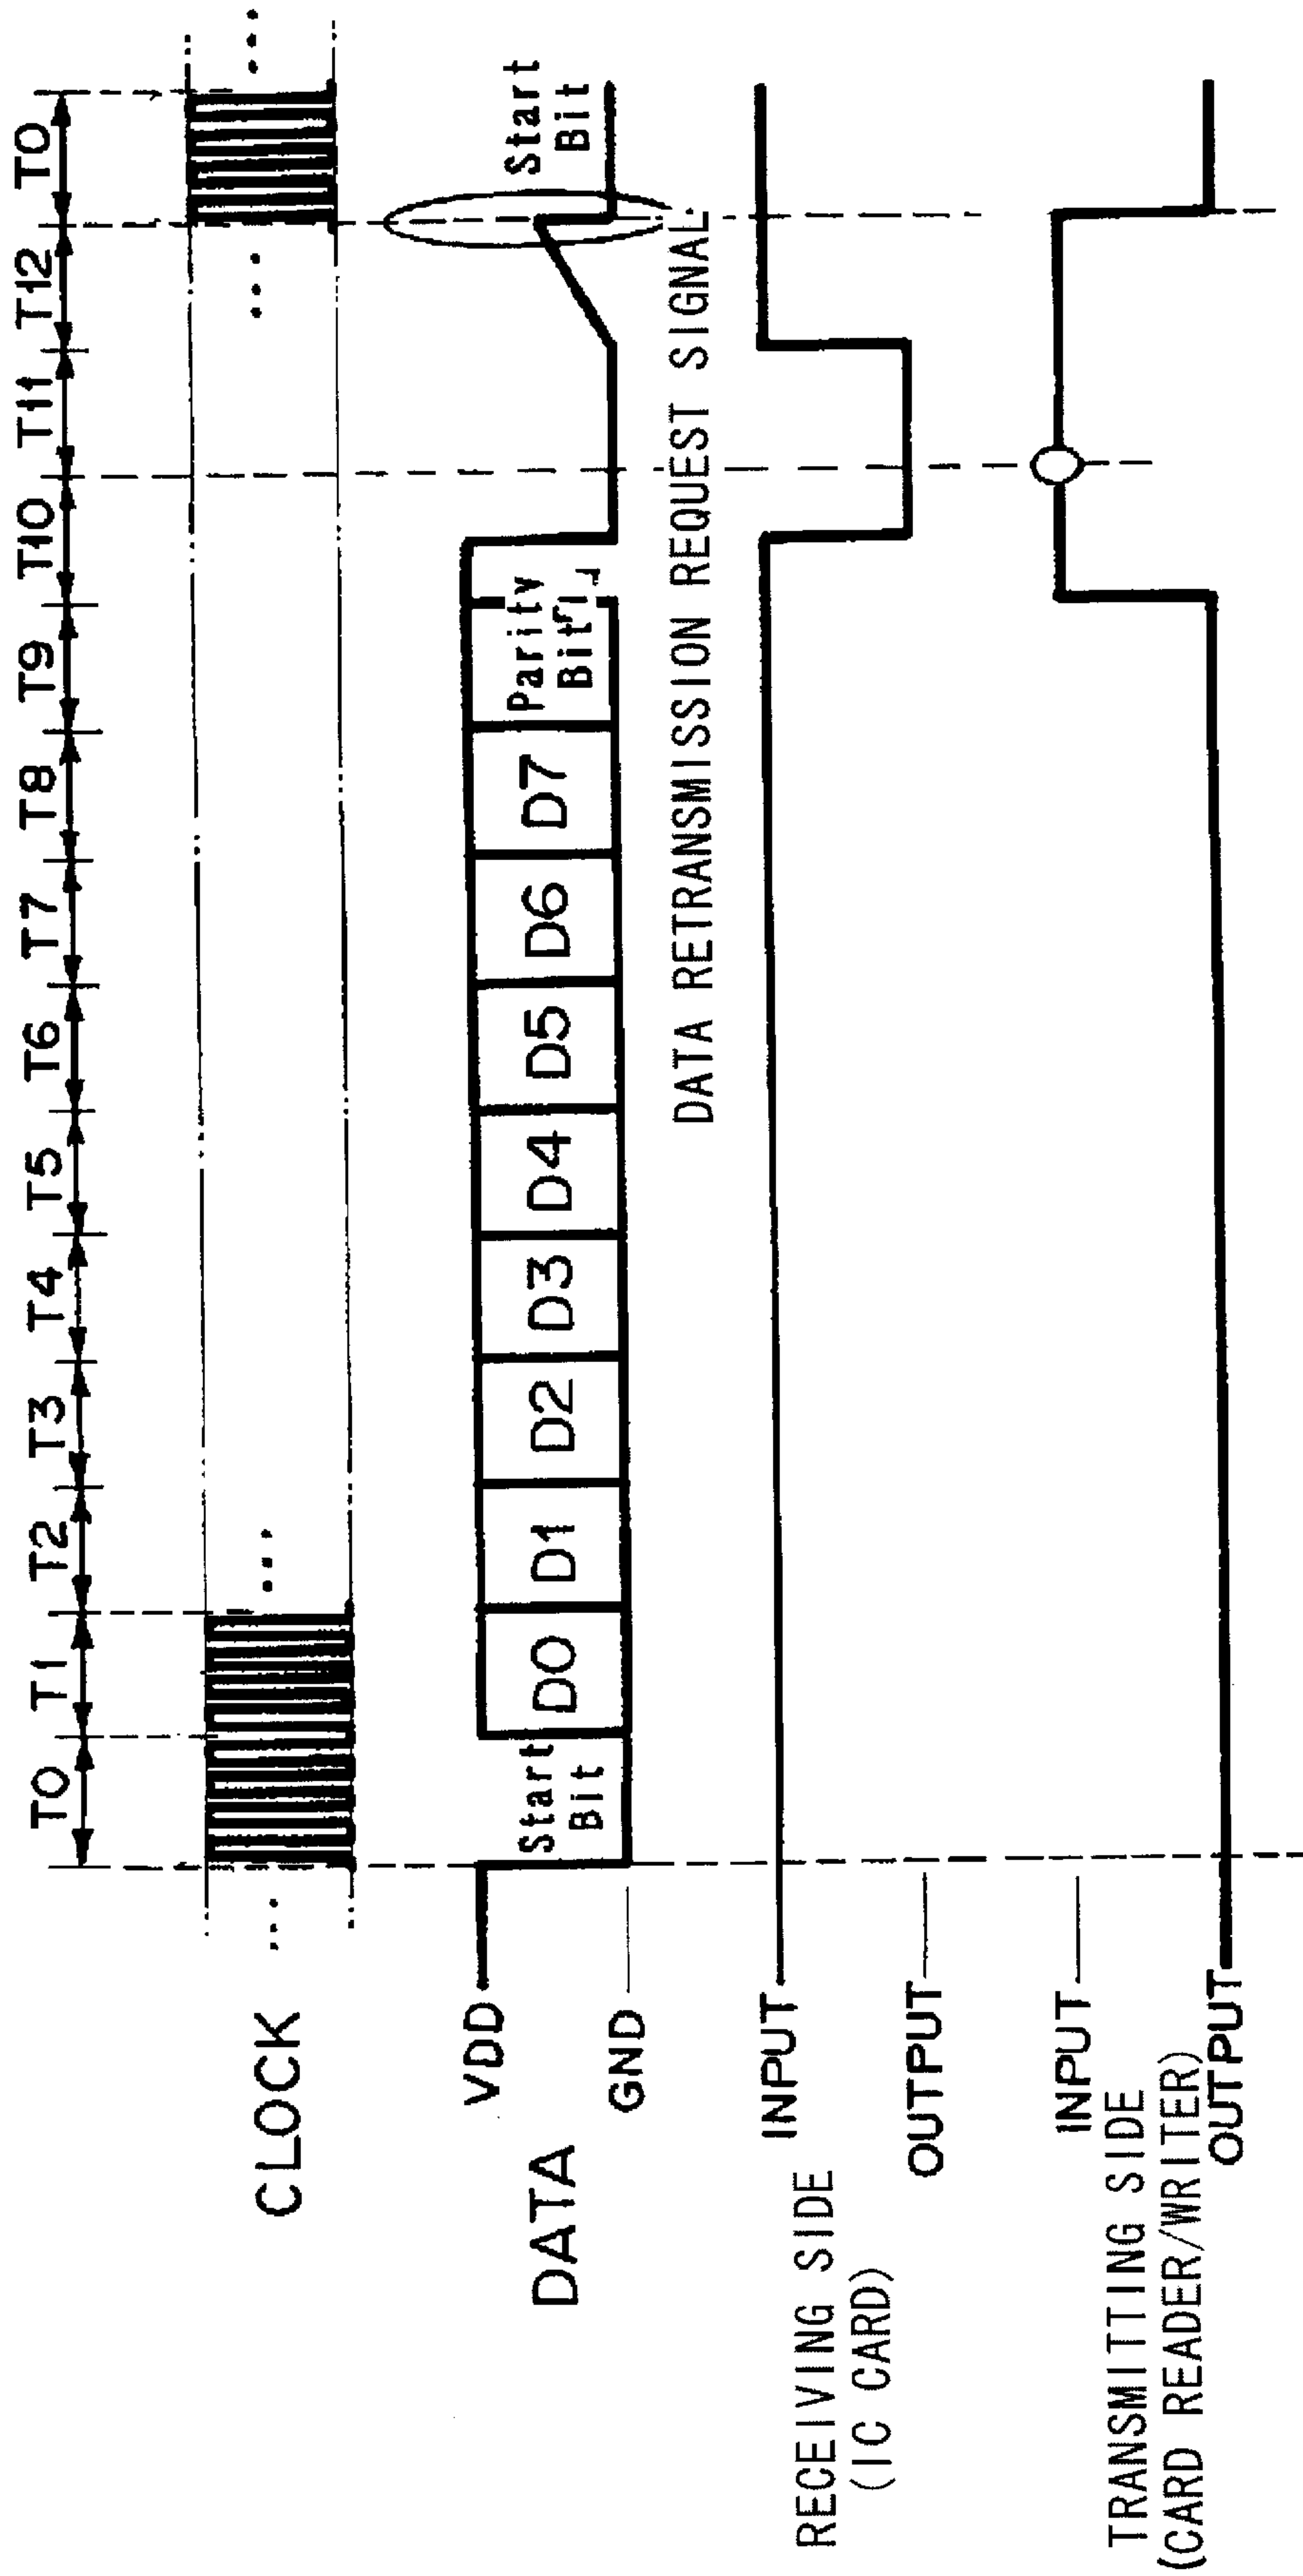 T0 T1 T2 T3 T4 T5 T6 T7 T8 T9 T10 T11 T12 T0
CLOCK
...
...
...
...
DATA
VDD
GND
Start
Bit
D0 D1 D2 D3 D4 D5 D6 D7
Parity
Bit
Start
Bit
DATA RETRANSMISSION REQUEST SIGNAL
RECEIVING SIDE
(IC CARD)
INPUT
OUTPUT
TRANSMITTING SIDE
(CARD READER/WRITER)
INPUT
OUTPUT